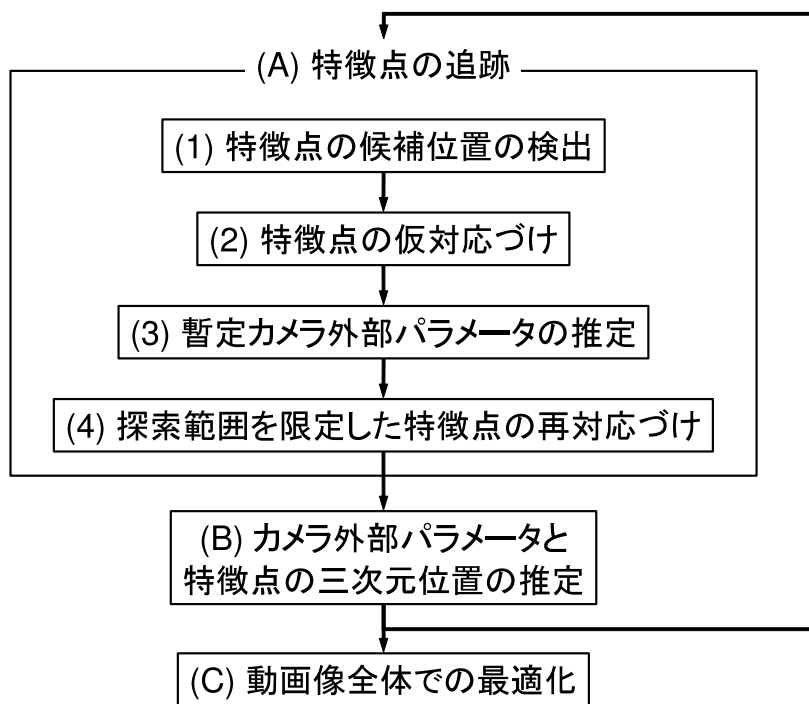 (A) 特徴点の追跡
(1) 特徴点の候補位置の検出
(2) 特徴点の仮対応づけ
(3) 暫定カメラ外部パラメータの推定
(4) 探索範囲を限定した特徴点の再対応づけ
(B) カメラ外部パラメータと
特徴点の三次元位置の推定
(C) 動画像全体での最適化